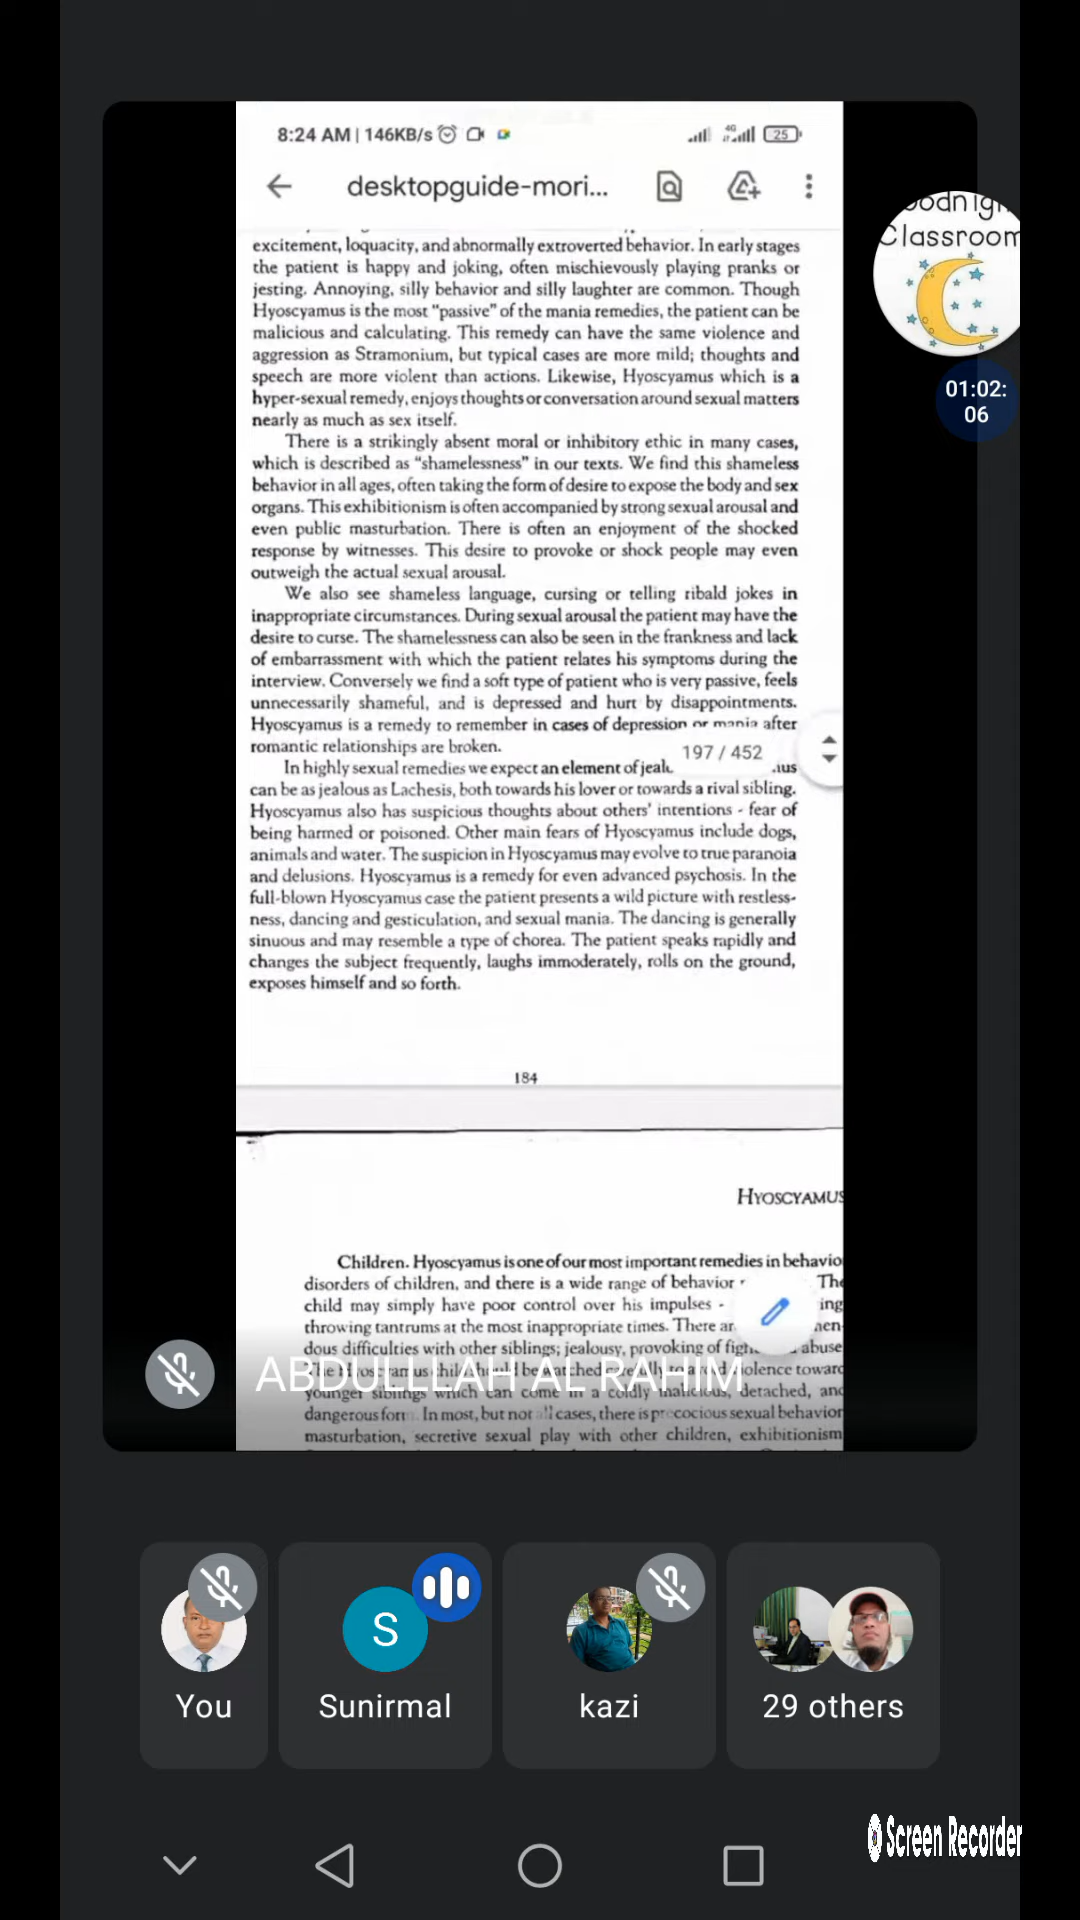 8:24 AM | 146KB/s
4G
25
desktopguide-mori...
Classroom
01:02:
06
excitement, loquacity, and abnormally extroverted behavior. In early stages
the patient is happy and joking, often mischievously playing pranks or
jesting. Annoying, silly behavior and silly laughter are common. Though
Hyoscyamus is the most “passive” of the mania remedies, the patient can be
malicious and calculating. This remedy can have the same violence and
aggression as Stramonium, but typical cases are more mild; thoughts and
speech are more violent than actions. Likewise, Hyoscyamus which is a
hyper-sexual remedy, enjoys thoughts or conversation around sexual matters
nearly as much as sex itself.
There is a strikingly absent moral or inhibitory ethic in many cases,
which is described as “shamelessness” in our texts. We find this shameless
behavior in all ages, often taking the form of desire to expose the body and sex
organs. This exhibitionism is often accompanied by strong sexual arousal and
even public masturbation. There is often an enjoyment of the shocked
response by witnesses. This desire to provoke or shock people may even
outweigh the actual sexual arousal.
We also see shameless language, cursing or telling ribald jokes in
inappropriate circumstances. During sexual arousal the patient may have the
desire to curse. The shamelessness can also be seen in the frankness and lack
of embarrassment with which the patient relates his symptoms during the
interview. Conversely we find a soft type of patient who is very passive, feels
unnecessarily shameful, and is depressed and hurt by disappointments.
Hyoscyamus is a remedy to remember in cases of depression or mania after
romantic relationships are broken.
197 / 452
In highly sexual remedies we expect an element of
can be as jealous as Lachesis, both towards his lover or towards a rival sibling.
Hyoscyamus also has suspicious thoughts about others' intentions - fear of
being harmed or poisoned. Other main fears of Hyoscyamus include dogs,
animals and water. The suspicion in Hyoscyamus may evolve to true paranoia
and delusions. Hyoscyamus is a remedy for even advanced psychosis. In the
full-blown Hyoscyamus case the patient presents a wild picture with restless-
ness, dancing and gesticulation, and sexual mania. The dancing is generally
sinuous and may resemble a type of chorea. The patient speaks rapidly and
changes the subject frequently, laughs immoderately, rolls on the ground,
exposes himself and so forth.
184
HYOSCYAMUS
Children. Hyoscyamus is one of our most important remedies in behavio
disorders of children, and there is a wide range of behavior The
child may simply have poor control over his impulses - ing
throwing tantrums at the most inappropriate times. There
dous difficulties with other siblings; jealousy, provoking of abuse
ABDULLLAH AL RAHIM
younger siblings which can come in a coldly malicious, detached, and
dangerous form. In most, but not all cases, there is precocious sexual behavior
masturbation, secretive sexual play with other children, exhibitionism
S
You
Sunirmal
kazi
29 others
Screen Recorder